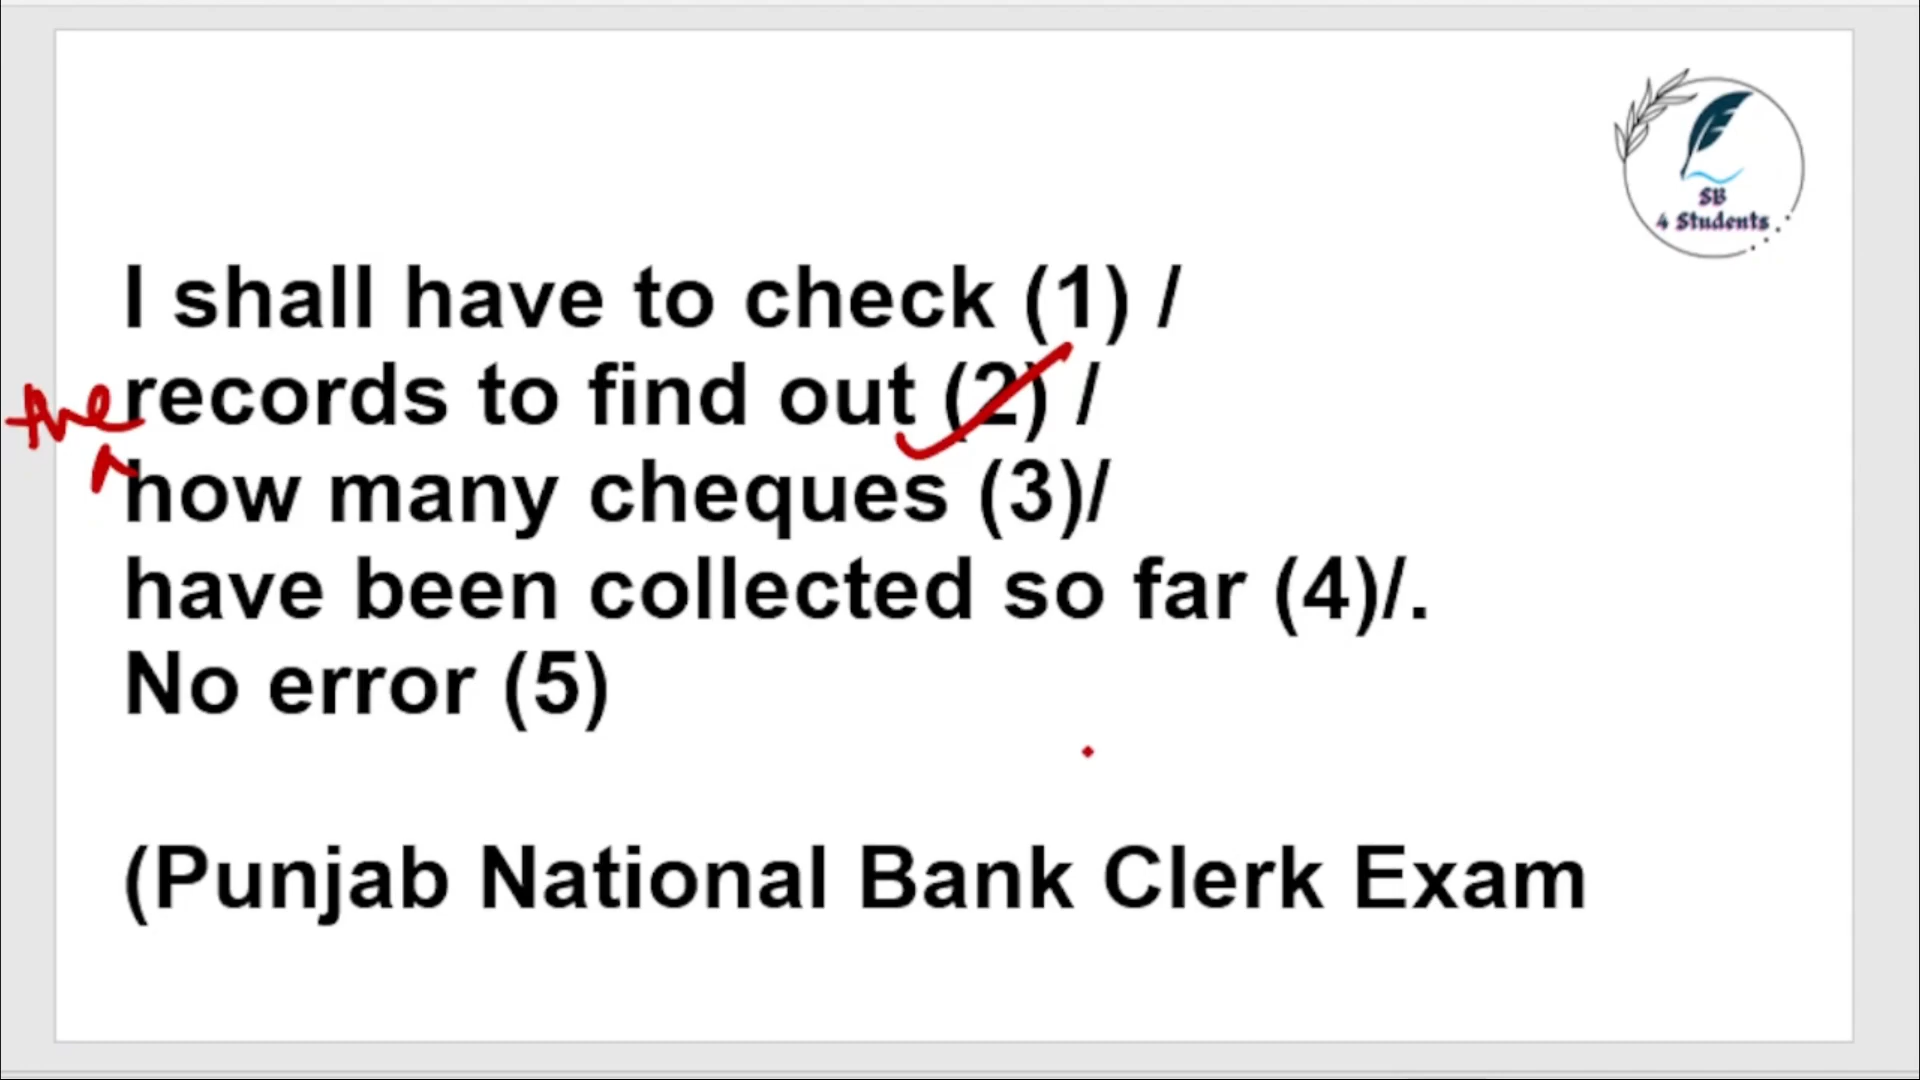 SB
4 Students
I shall have to check (1) /
the records to find out (2) /
how many cheques (3)/
have been collected so far (4)/.
No error (5)
(Punjab National Bank Clerk Exam